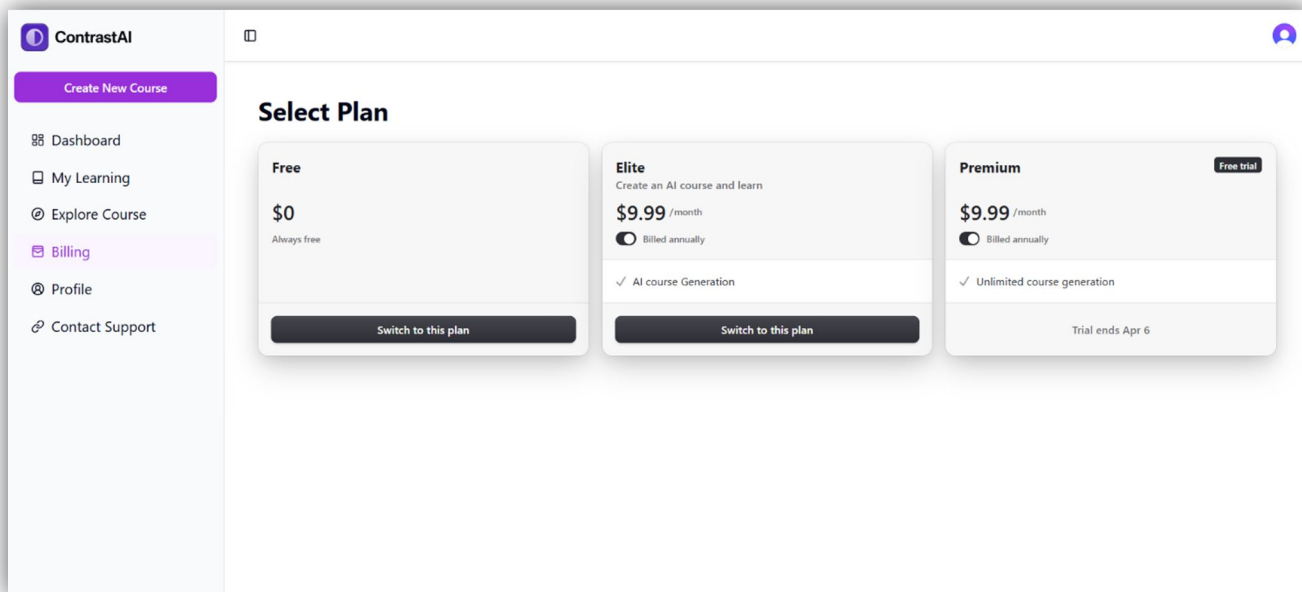 ContrastAI
Create New Course
Dashboard
My Learning
Explore Course
Billing
Profile
Contact Support
Select Plan
Free
$0
Always free
Switch to this plan
Elite
Create an AI course and learn
$9.99 /month
Billed annually
AI course Generation
Switch to this plan
Premium
Free trial
$9.99 /month
Billed annually
Unlimited course generation
Trial ends Apr 6